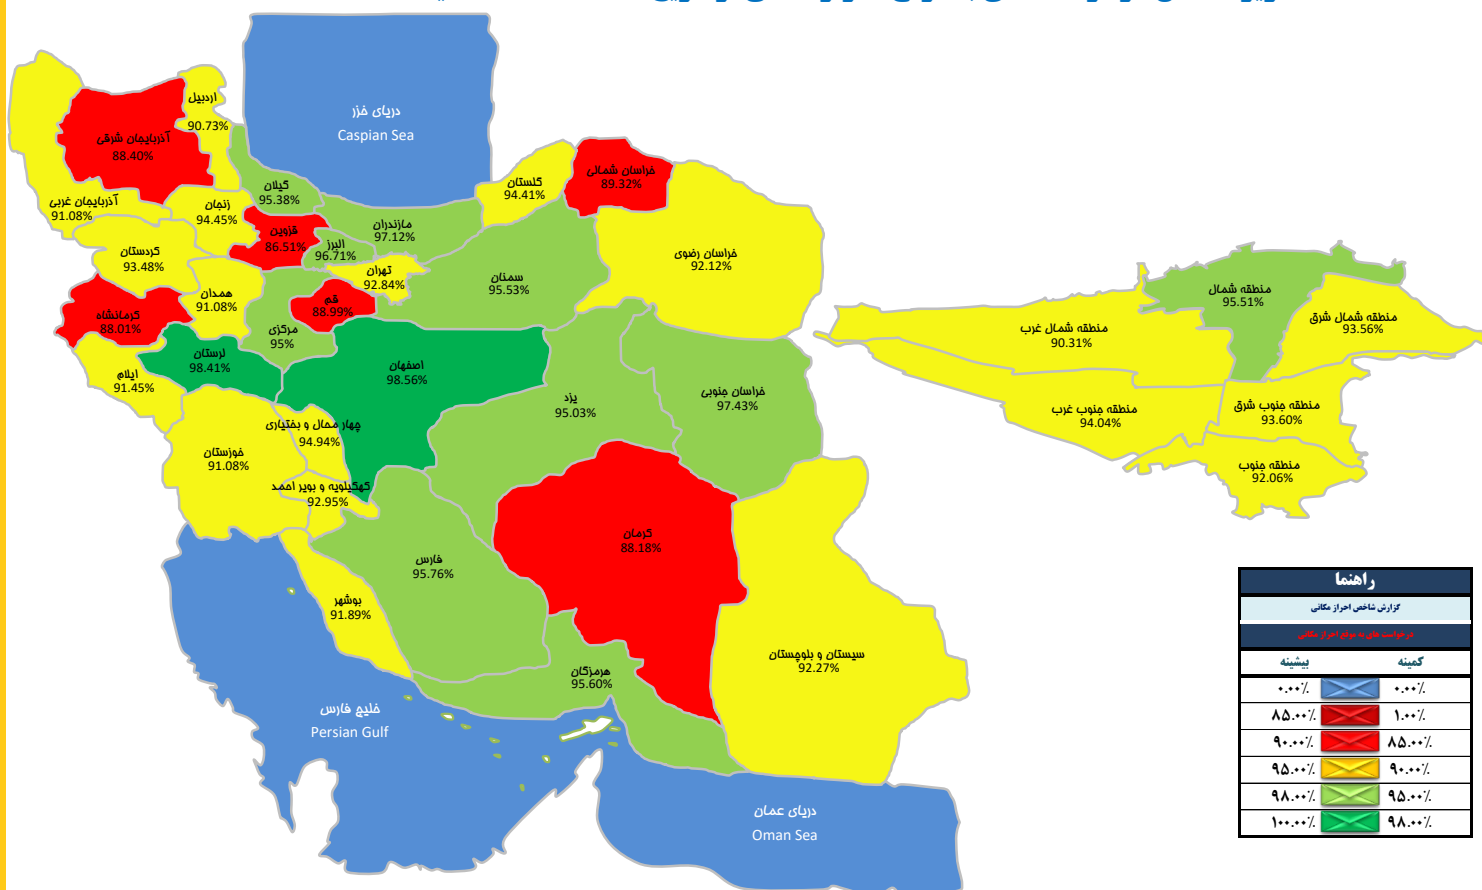 دریای خزر
Caspian Sea
اردبیل
90.73%
آذربایجان شرقی
88.40%
آذربایجان غربی
91.08%
گیلان
95.38%
زنجان
94.45%
قزوین
86.51%
مازندران
97.12%
البرز
96.71%
گلستان
94.41%
خراسان شمالی
89.32%
خراسان رضوی
92.12%
کردستان
93.48%
همدان
91.08%
تهران
92.84%
سمنان
95.53%
کرمانشاه
88.01%
قم
88.99%
مرکزی
95%
لرستان
98.41%
ایلام
91.45%
اصفهان
98.56%
یزد
95.03%
خراسان جنوبی
97.43%
چهار محال و بختیاری
94.94%
خوزستان
91.08%
کهگیلویه و بویر احمد
92.95%
کرمان
88.18%
فارس
95.76%
بوشهر
91.89%
هرمزگان
95.60%
سیستان و بلوچستان
92.27%
خلیج فارس
Persian Gulf
دریای عمان
Oman Sea
منطقه شمال
95.51%
منطقه شمال شرق
93.56%
منطقه شمال غرب
90.31%
منطقه جنوب غرب
94.04%
منطقه جنوب شرق
93.60%
منطقه جنوب
92.06%
راهنما
گزارش شاخص احراز مکانی
درخواست های به موقع احراز مکانی
کمینه بیشینه
۰.۰۰٪ ۰.۰۰٪
۱.۰۰٪ ۸۵.۰۰٪
۸۵.۰۰٪ ۹۰.۰۰٪
۹۰.۰۰٪ ۹۵.۰۰٪
۹۵.۰۰٪ ۹۸.۰۰٪
۹۸.۰۰٪ ۱۰۰.۰۰٪